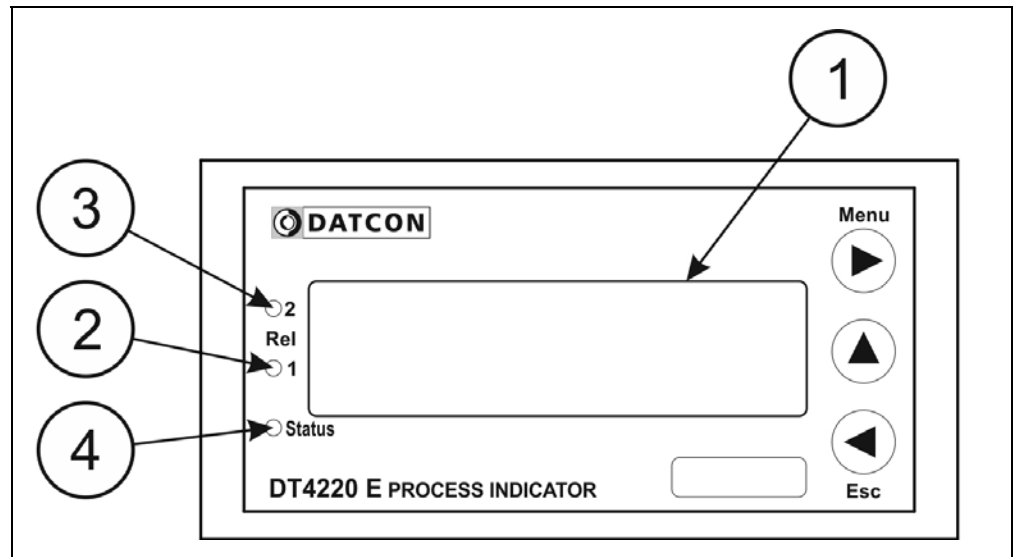 1
3
DATCON
Menu
2
Rel
2
1
4
Status
DT4220 E PROCESS INDICATOR
Esc